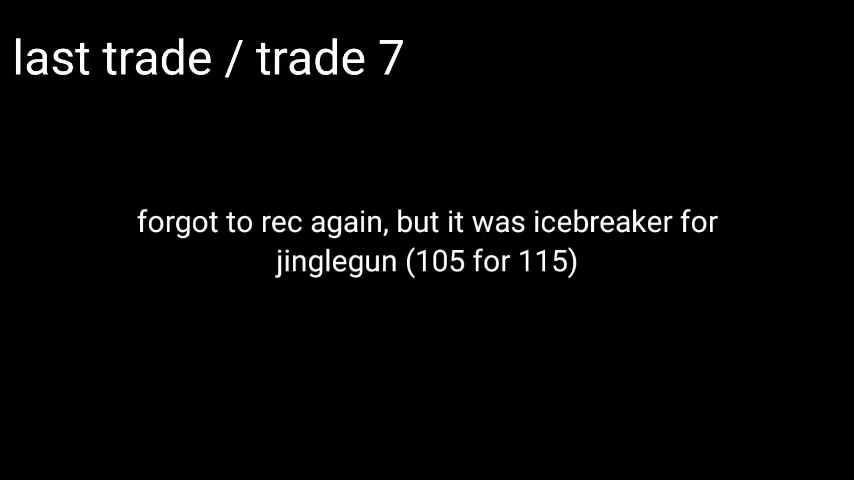 last trade / trade 7
forgot to rec again, but it was icebreaker for
jinglegun (105 for 115)